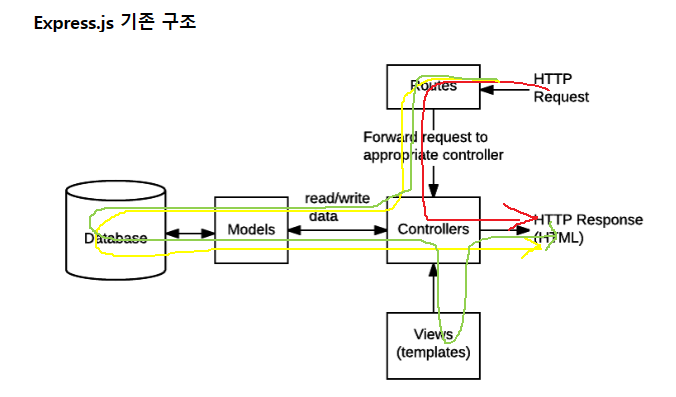 Express.js 기존 구조
Routes
HTTP
Request
Forward request to
appropriate controller
read/write
data
Database
Models
Controllers
HTTP Response
(HTML)
Views
(templates)